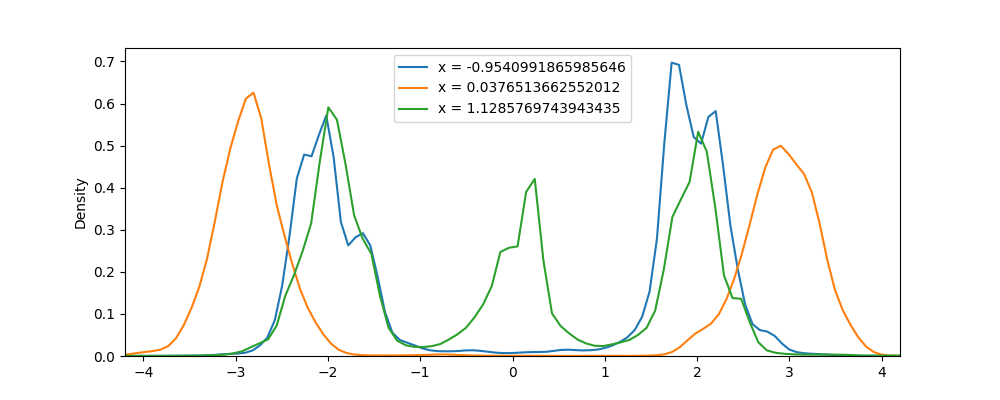 0.7
0.6
0.5
0.4
0.3
0.2
0.1
0.0
Density
x = -0.9540991865985646
x = 0.0376513662552012
x = 1.1285769743943435
−4 −3 −2 −1 0 1 2 3 4